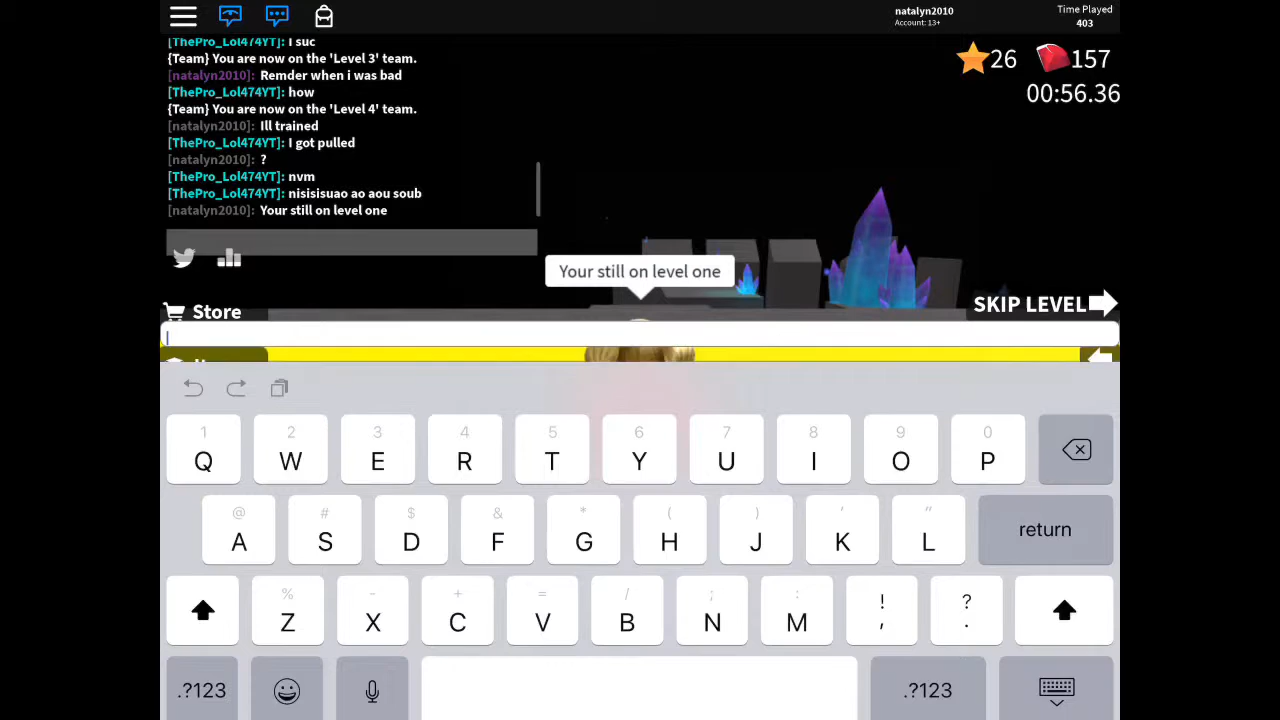 natalyn2010
Account: 13+
Time Played
403
[ThePro_Lol474YT]: I suc
{Team} You are now on the 'Level 3' team.
[natalyn2010]: Remder when i was bad
[ThePro_Lol474YT]: how
{Team} You are now on the 'Level 4' team.
[natalyn2010]: Ill trained
[ThePro_Lol474YT]: I got pulled
[natalyn2010]: ?
[ThePro_Lol474YT]: nvm
[ThePro_Lol474YT]: nisisisuao ao aou soub
[natalyn2010]: Your still on level one
26 157
00:56.36
Your still on level one
Store
SKIP LEVEL
1 2 3 4 5 6 7 8 9 0
Q W E R T Y U I O P
@ # $ & * ( ) ' "
A S D F G H J K L return
% - + = / ; : ! ?
Z X C V B N M , .
.?123 .?123